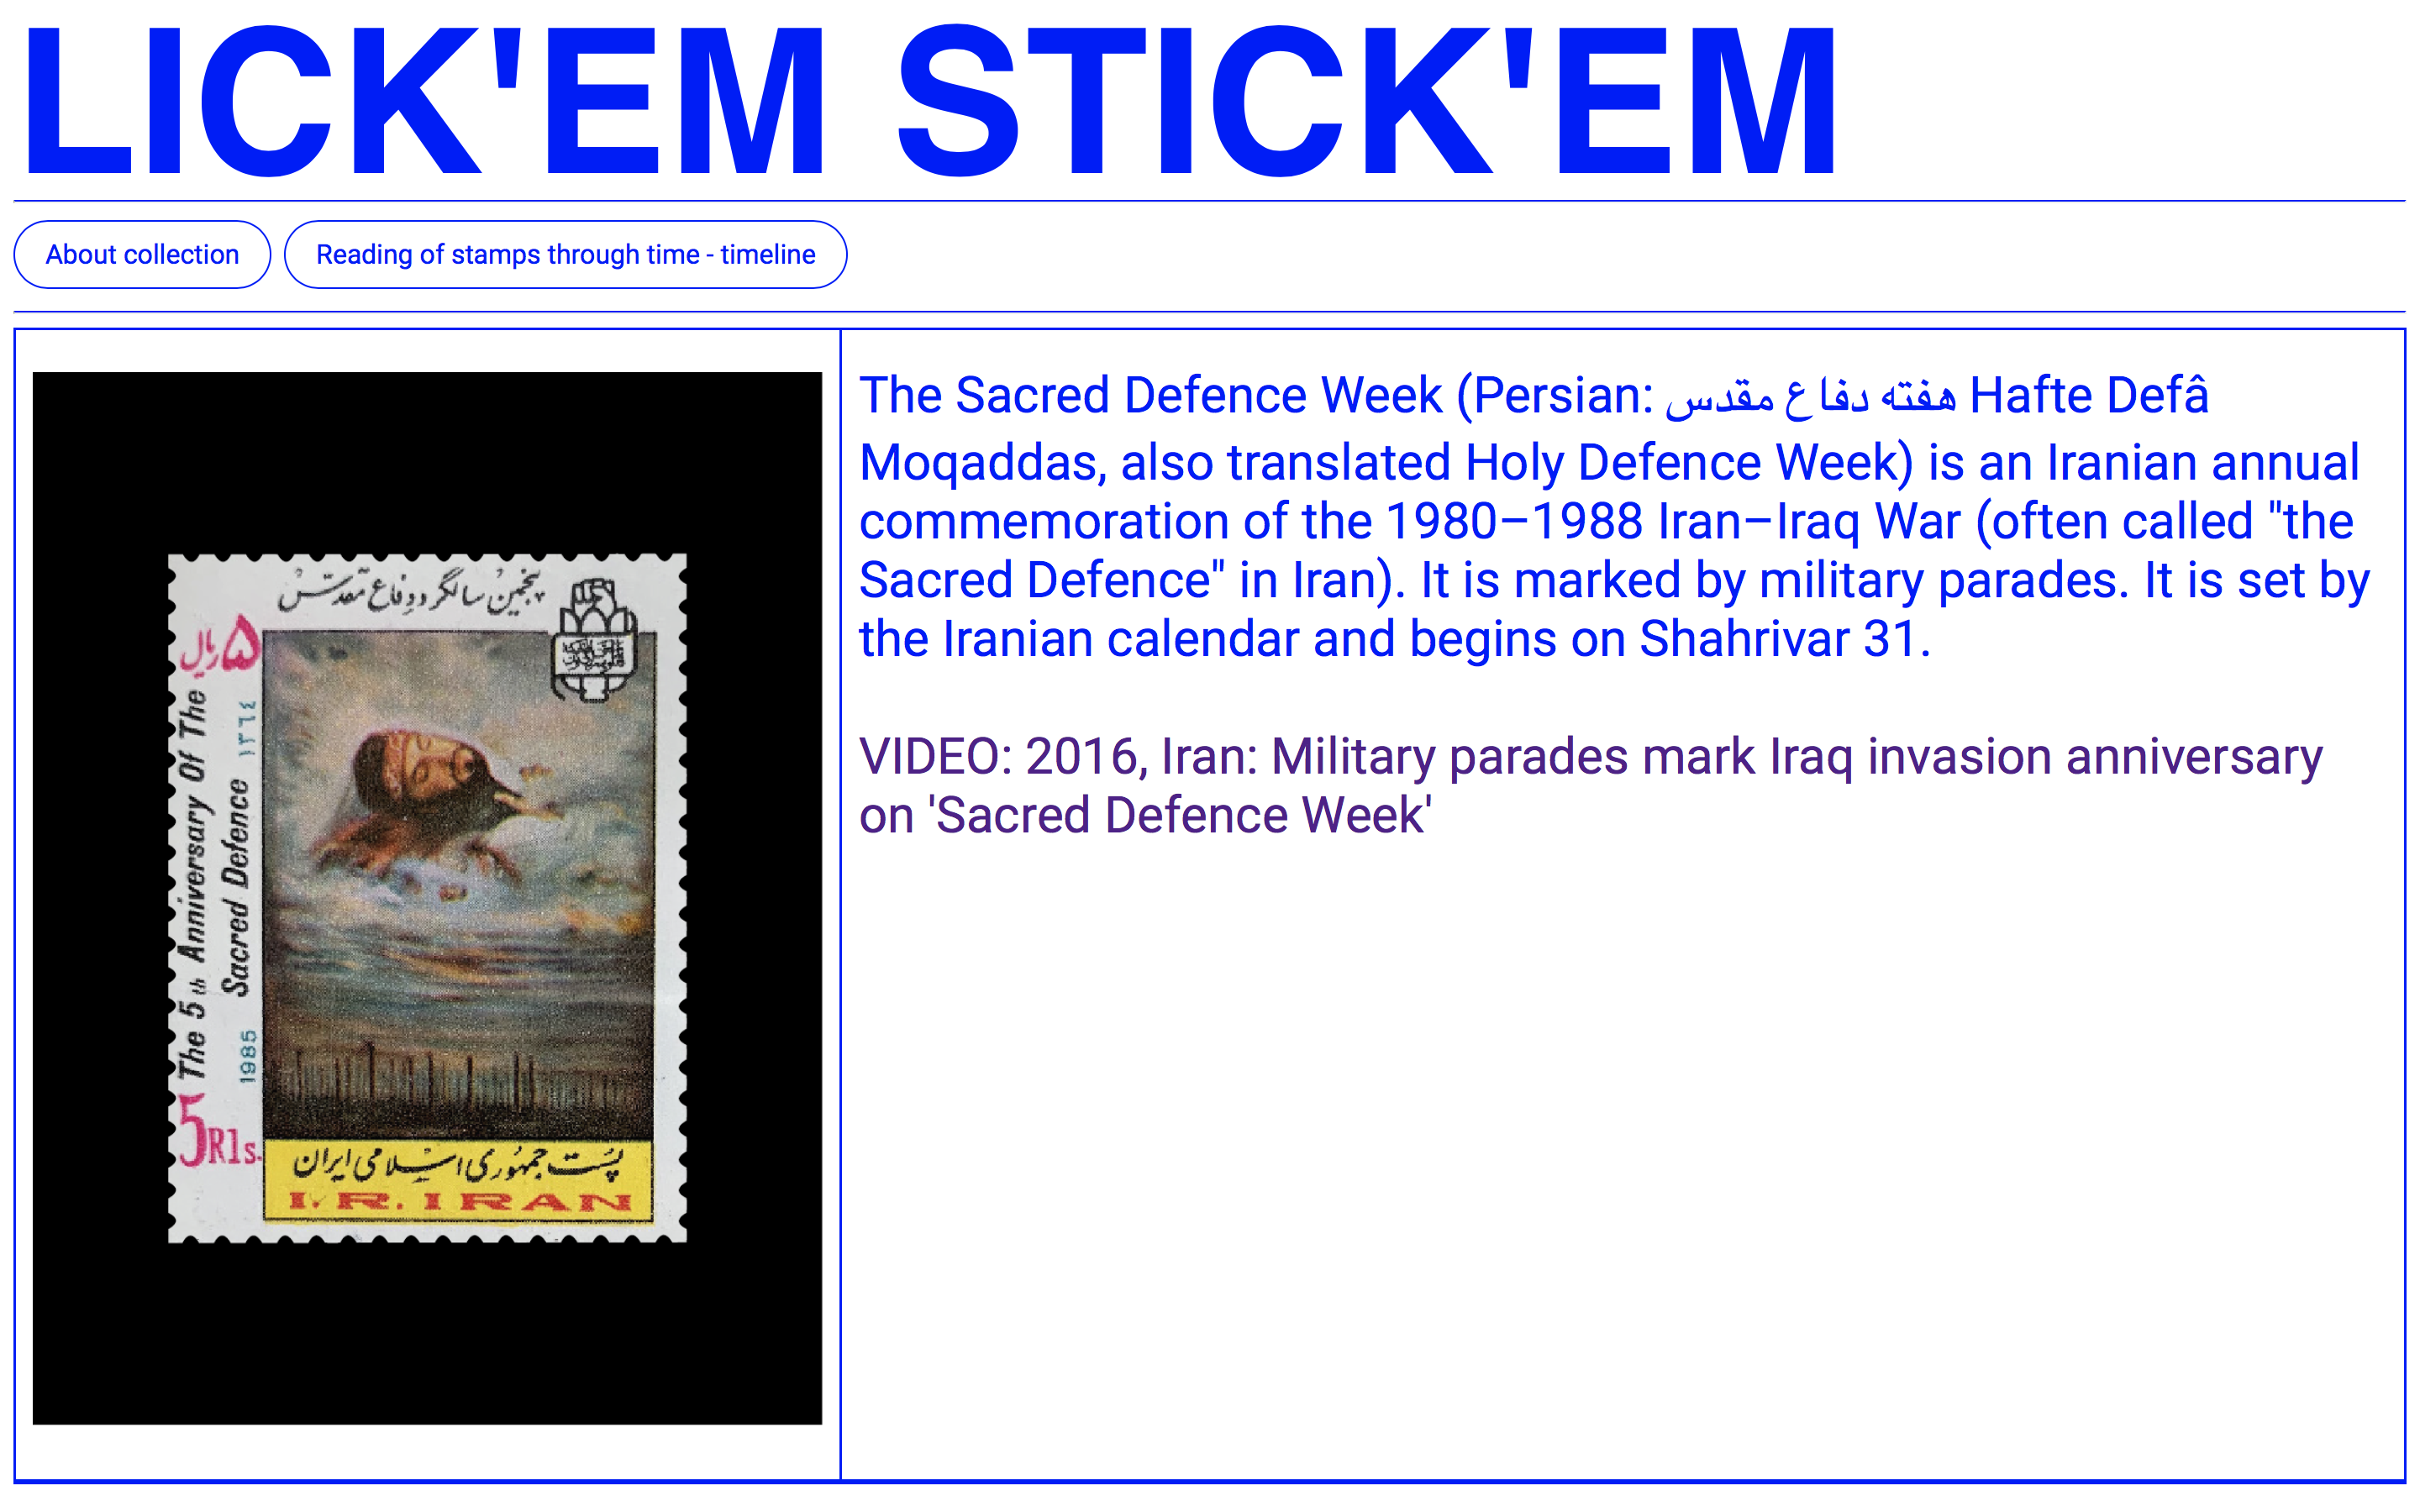 LICK'EM STICK'EM
About collection
Reading of stamps through time - timeline
پنجمین سالگرد دفاع مقدّس
۵ ریال
The 5th Anniversary Of The
Sacred Defence
١٣٦٤
1985
5Rls.
پست جمهوری اسلامی ایران
I.R.IRAN
The Sacred Defence Week (Persian: هفته دفاع مقدس Hafte Defâ
Moqaddas, also translated Holy Defence Week) is an Iranian annual
commemoration of the 1980–1988 Iran–Iraq War (often called "the
Sacred Defence" in Iran). It is marked by military parades. It is set by
the Iranian calendar and begins on Shahrivar 31.
VIDEO: 2016, Iran: Military parades mark Iraq invasion anniversary
on 'Sacred Defence Week'